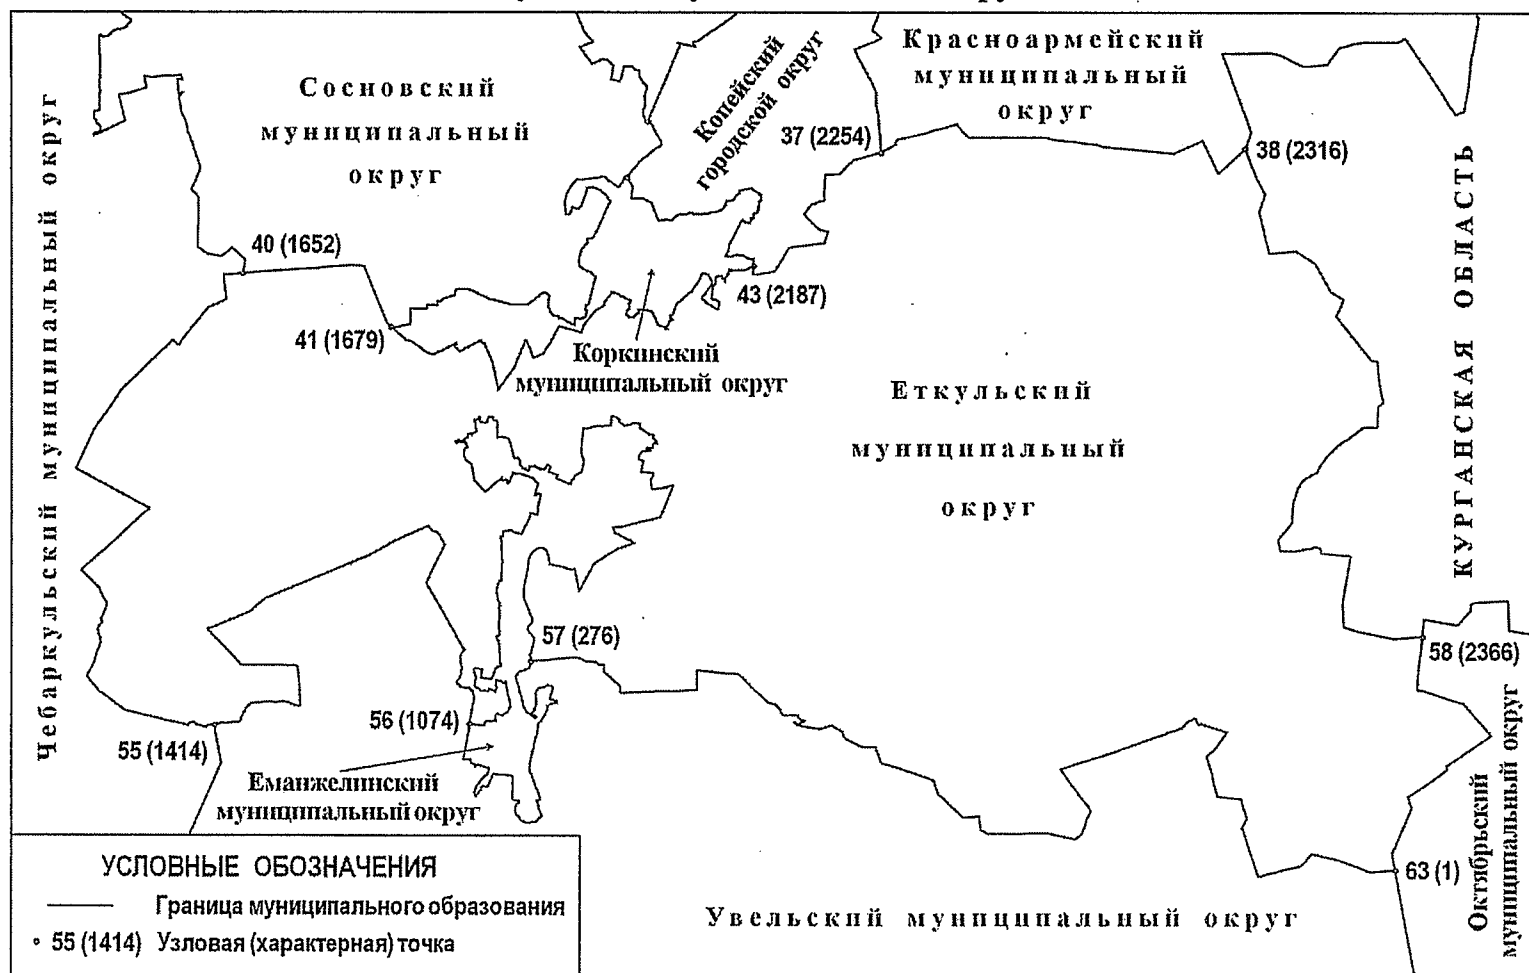 Красноармейский
муниципальный
округ
Копейский
городской округ
Сосновский
муниципальный
округ
37 (2254)
38 (2316)
Чебаркульский муниципальный округ
40 (1652)
43 (2187)
41 (1679)
Коркинский
муниципальный округ
Еткульский
муниципальный
округ
КУРГАНСКАЯ ОБЛАСТЬ
57 (276)
58 (2366)
56 (1074)
55 (1414)
Еманжелинский
муниципальный округ
Октябрьский
муниципальный округ
63 (1)
Увельский муниципальный округ
УСЛОВНЫЕ ОБОЗНАЧЕНИЯ
Граница муниципального образования
55 (1414) Узловая (характерная) точка